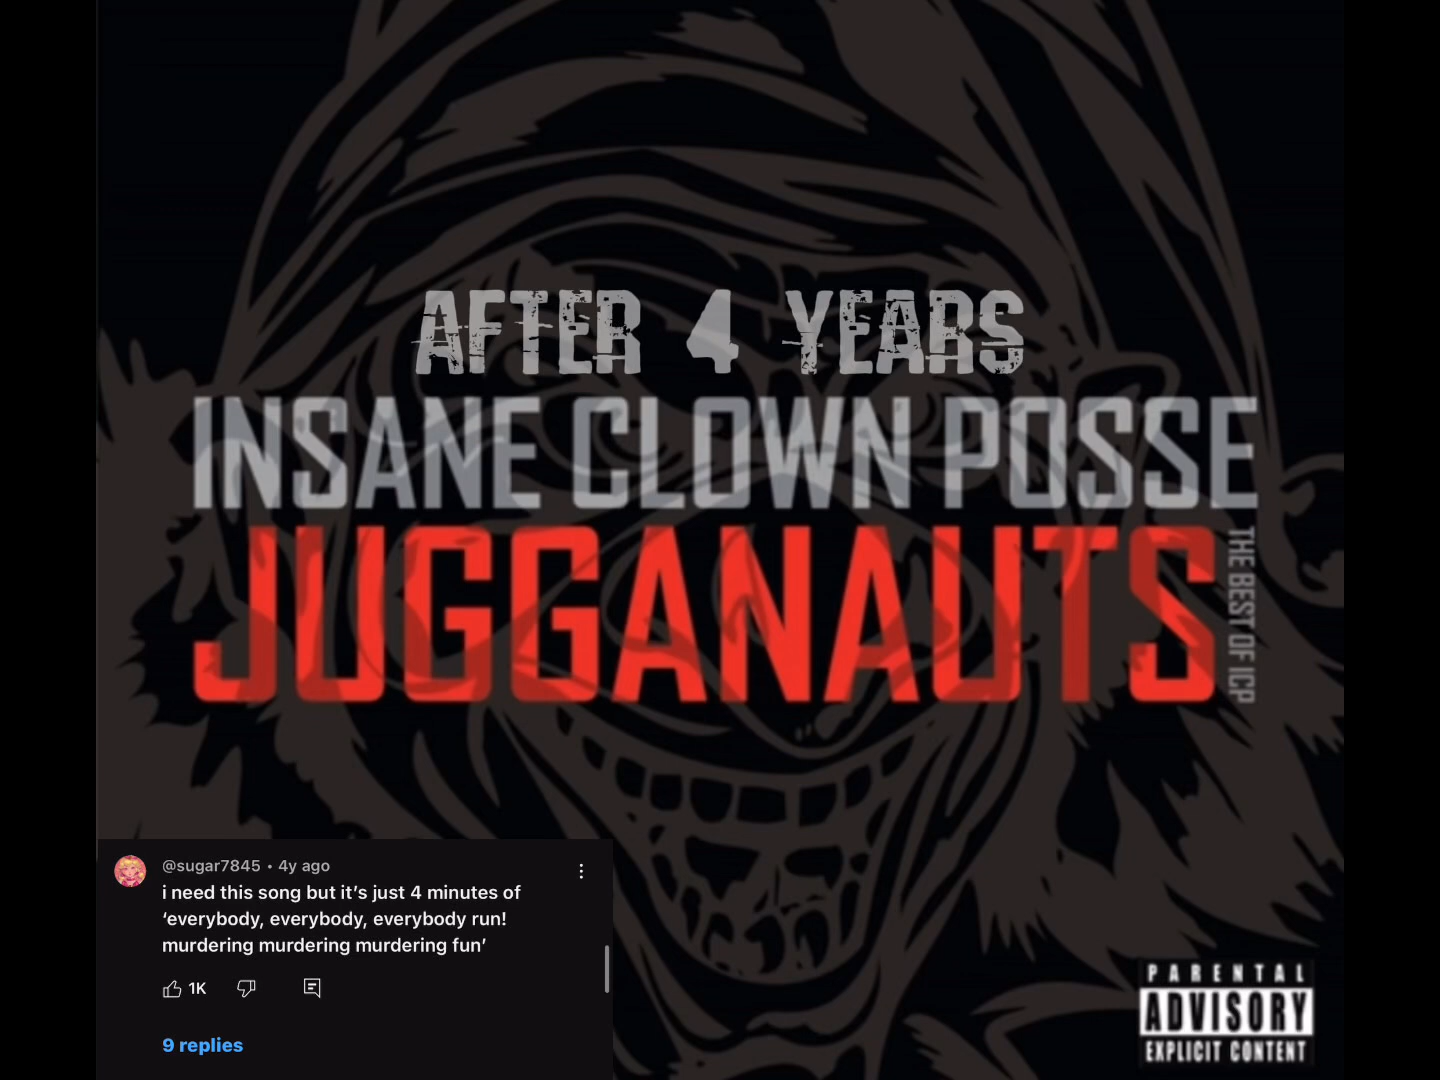 AFTER 4 YEARS
INSANE CLOWN POSSE
JUGGANAUTS
THE BEST OF ICP
@sugar7845 • 4y ago
i need this song but it’s just 4 minutes of
‘everybody, everybody, everybody run!
murdering murdering murdering fun’
1K
9 replies
PARENTAL
ADVISORY
EXPLICIT CONTENT